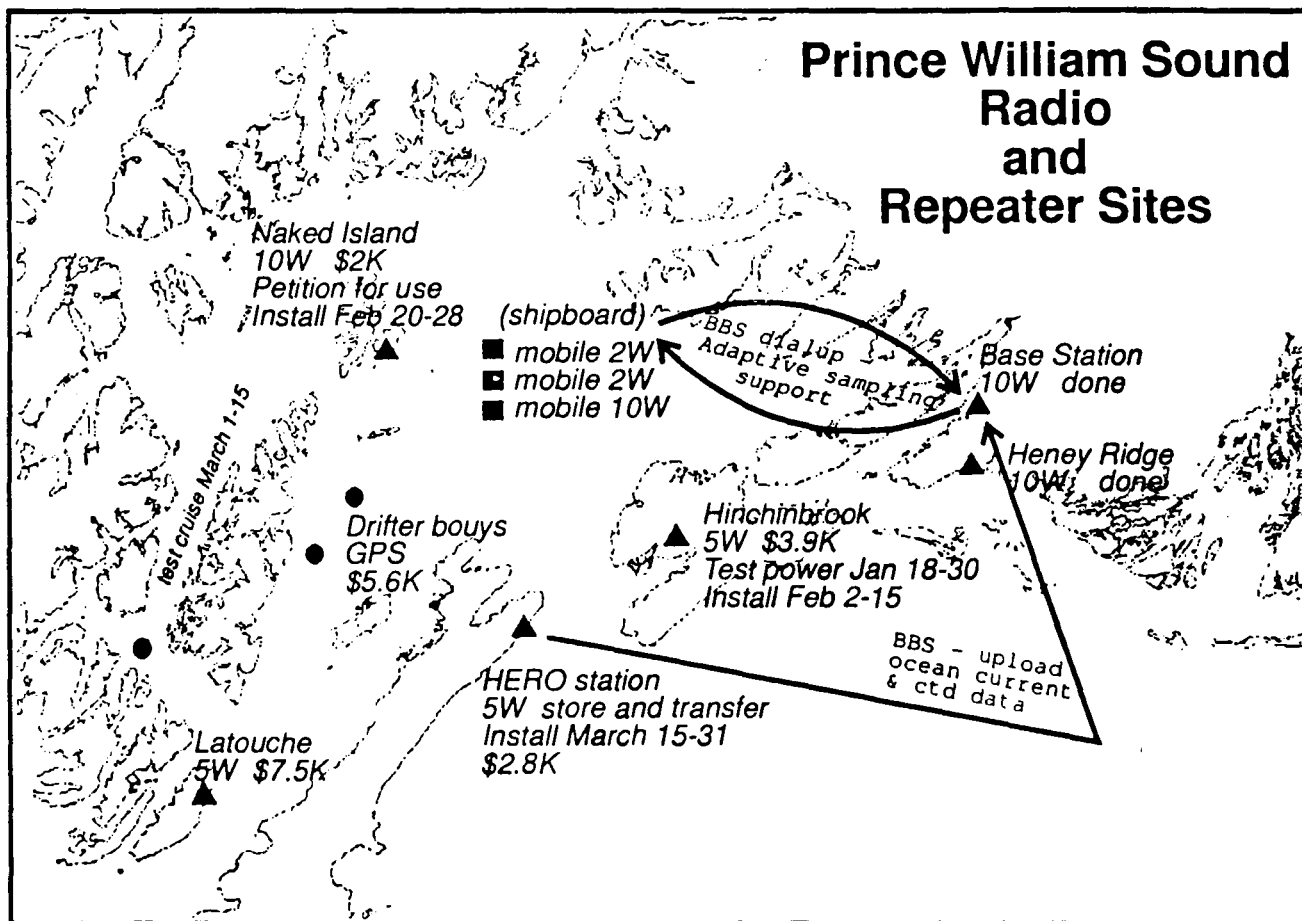 Prince William Sound
Radio
and
Repeater Sites
Naked Island
10W $2K
Petition for use
Install Feb 20-28
(shipboard)
mobile 2W
mobile 2W
mobile 10W
BBS dialup
Adaptive sampling
support
Base Station
10W done
Heney Ridge
10W done
test cruise March 1-15
Drifter bouys
GPS
$5.6K
Hinchinbrook
5W $3.9K
Test power Jan 18-30
Install Feb 2-15
BBS - upload
ocean current
& ctd data
HERO station
5W store and transfer
Install March 15-31
$2.8K
Latouche
5W $7.5K